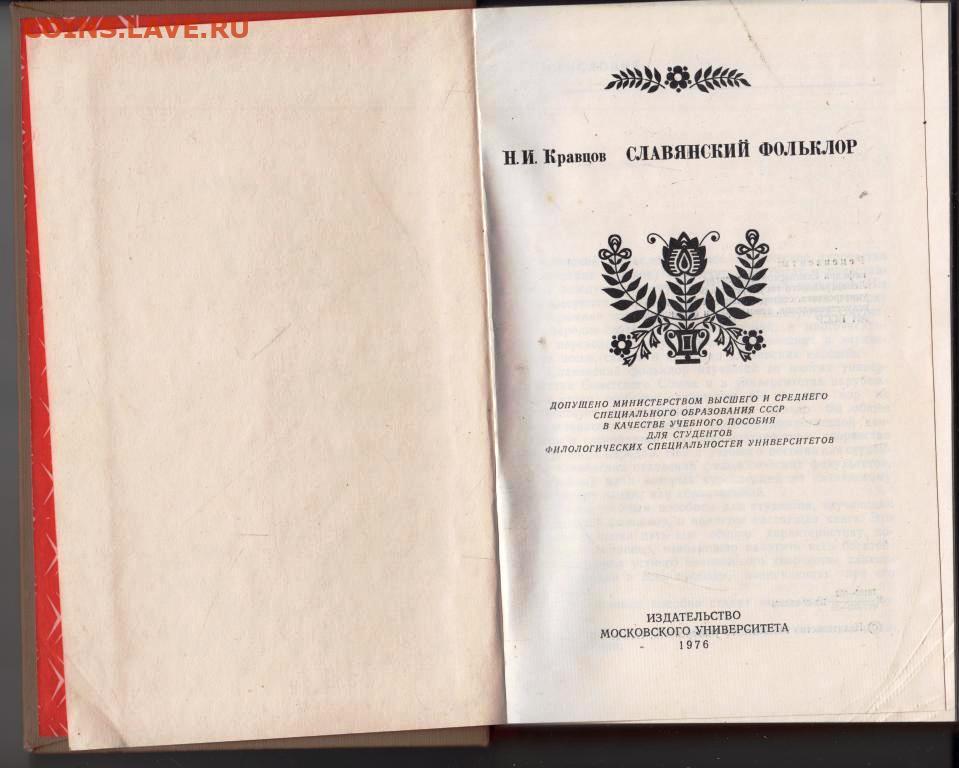 COINS.LAVE.RU
Н.И. Кравцов СЛАВЯНСКИЙ ФОЛЬКЛОР
ДОПУЩЕНО МИНИСТЕРСТВОМ ВЫСШЕГО И СРЕДНЕГО
СПЕЦИАЛЬНОГО ОБРАЗОВАНИЯ СССР
В КАЧЕСТВЕ УЧЕБНОГО ПОСОБИЯ
ДЛЯ СТУДЕНТОВ
ФИЛОЛОГИЧЕСКИХ СПЕЦИАЛЬНОСТЕЙ УНИВЕРСИТЕТОВ
ИЗДАТЕЛЬСТВО
МОСКОВСКОГО УНИВЕРСИТЕТА
1976